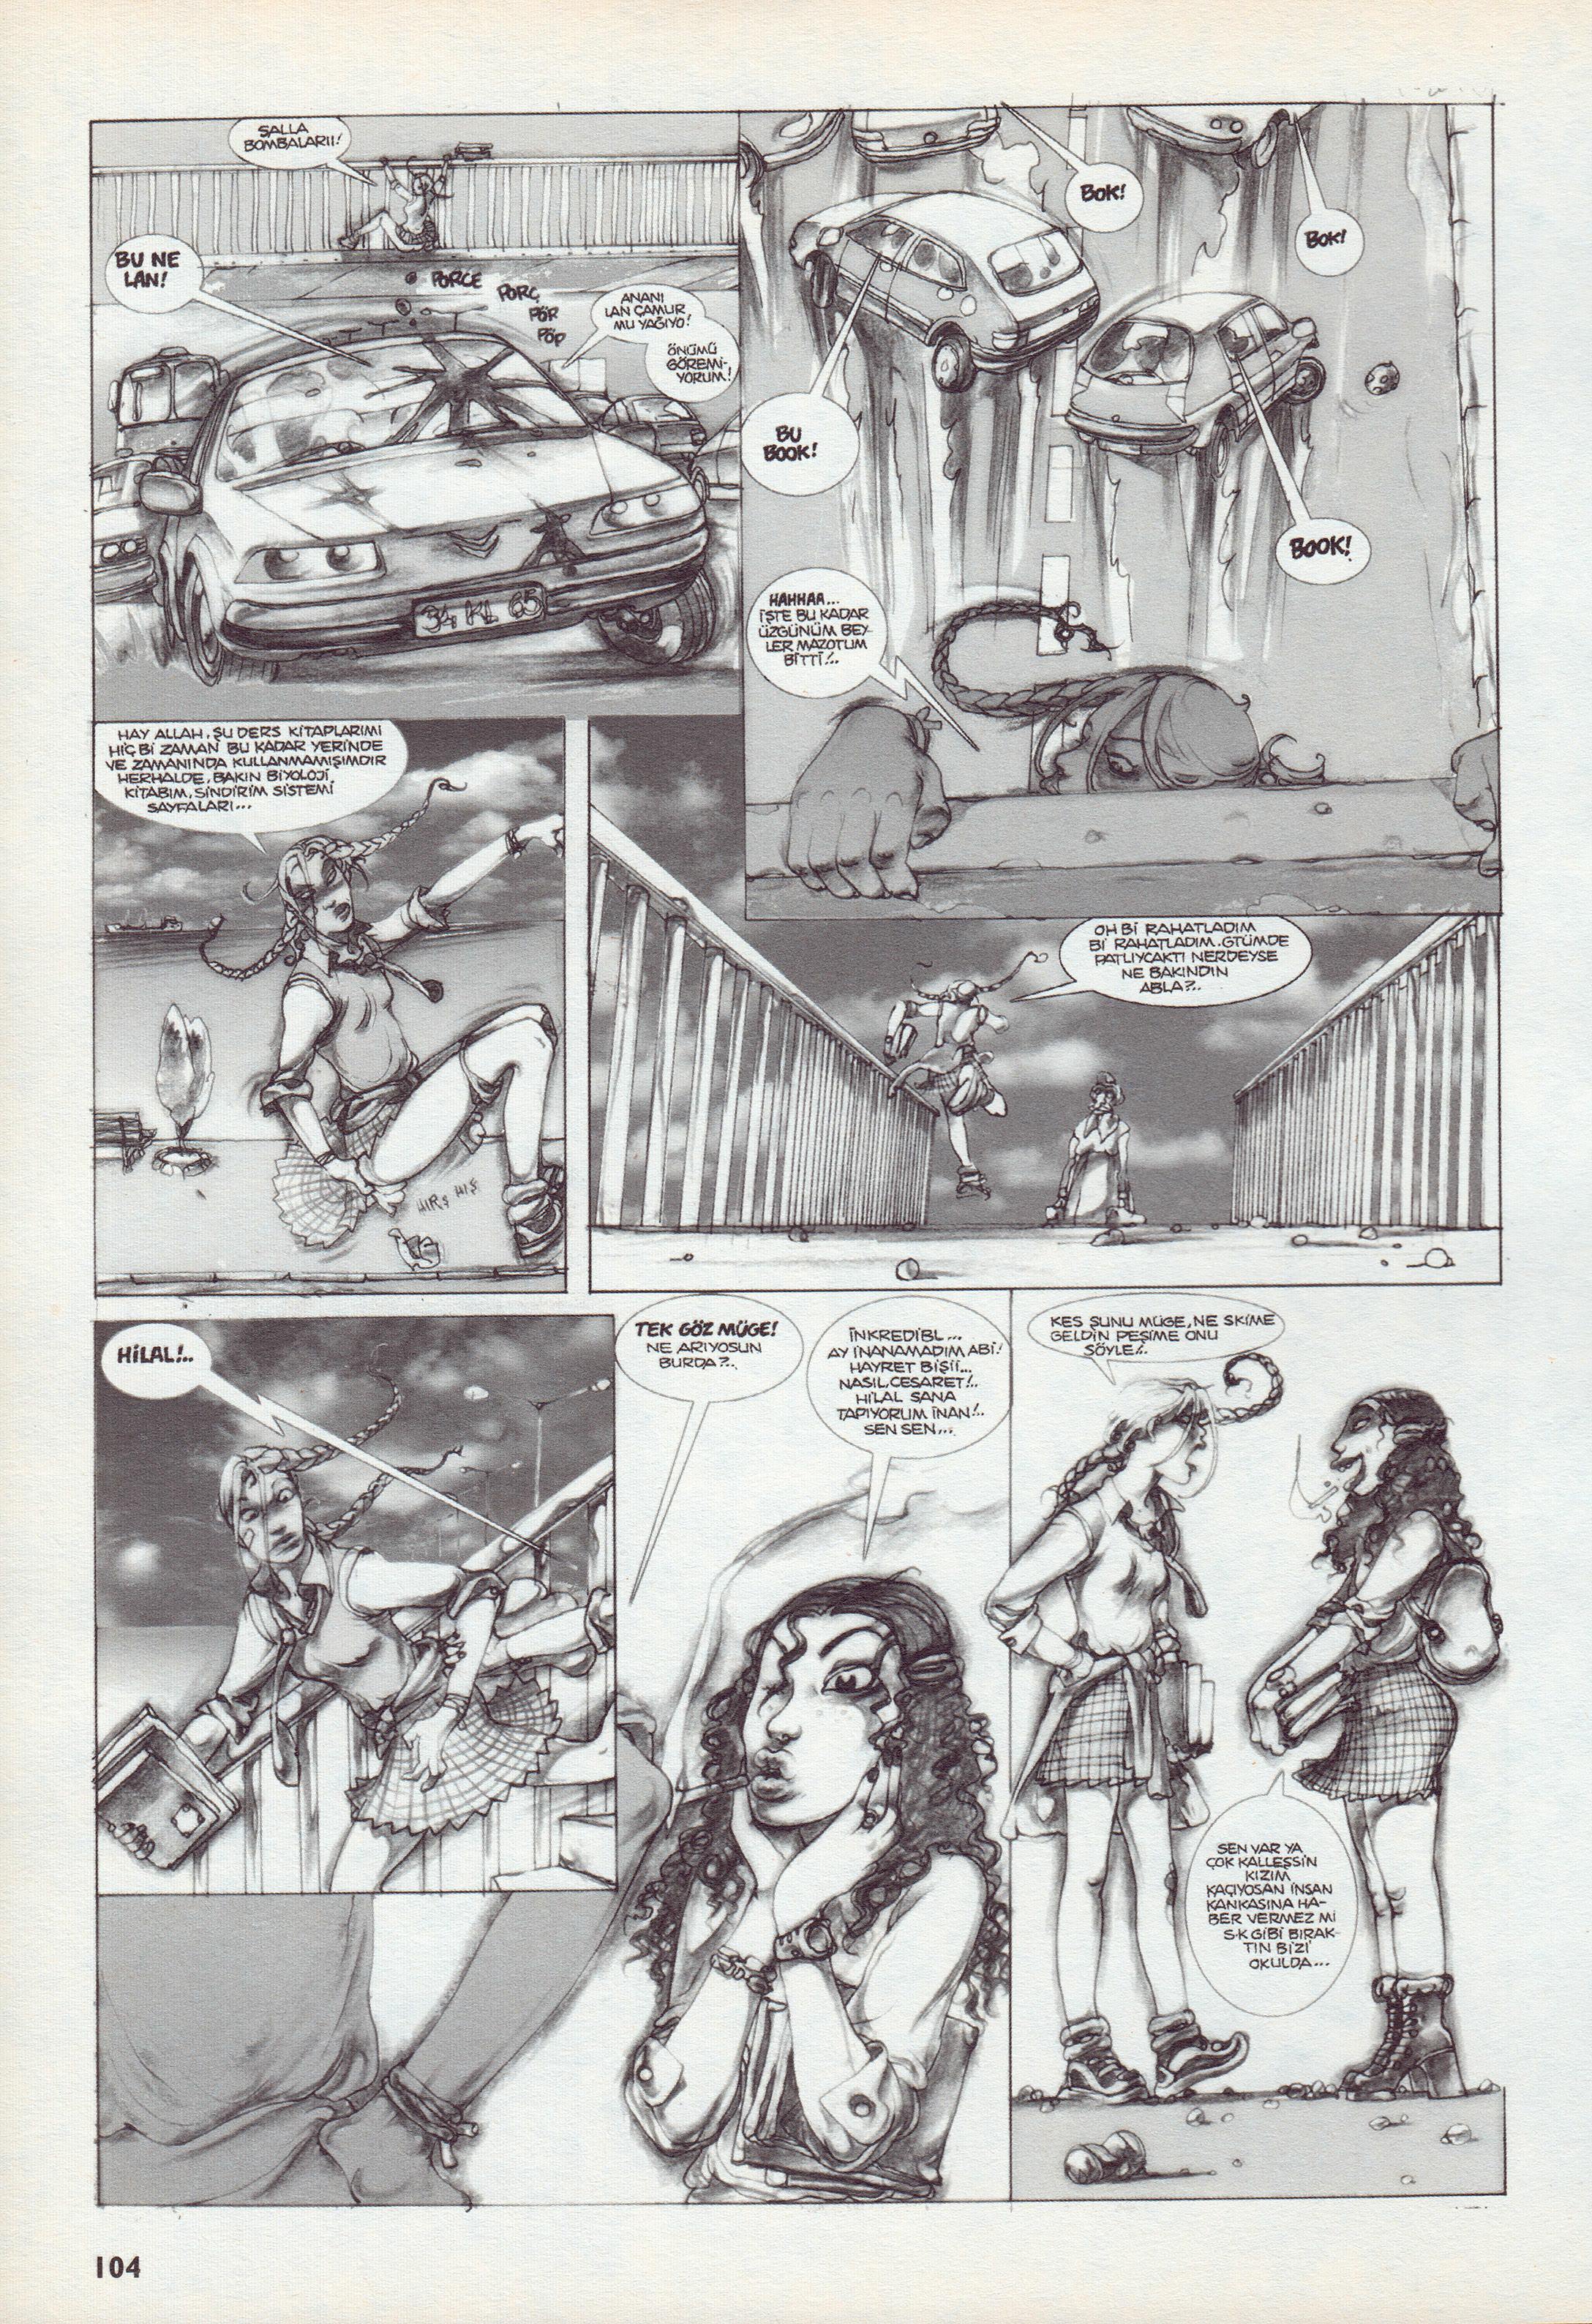 SALLA
BOMBALARII!
BU NE
LAN!
PORCE
PORÇ
PÖR
PÖP
ANANI
LAN ÇAMUR
MU YAĞIYO!
ÖNÜMÜ
GÖREMİ-
YORUM!
34 KL 65
BOK!
BOK!
BU
BOOK!
BOOK!
HAHHAA...
İŞTE BU KADAR
ÜZGÜNÜM BEY-
LER MAZOTUM
BİTTİ!..
HAY ALLAH, ŞU DERS KİTAPLARIMI
HİÇ Bİ ZAMAN BU KADAR YERİNDE
VE ZAMANINDA KULLANMAMIŞIMDIR
HERHALDE, BAKIN BİYOLOJİ
KİTABIM, SİNDİRİM SİSTEMİ
SAYFALARI...
HIRŞ HIŞ
OH Bİ RAHATLADIM
Bİ RAHATLADIM. GTÜMDE
PATLIYCAKTI NERDEYSE
NE BAKINDIN
ABLA?..
HİLAL!..
TEK GÖZ MÜGE!
NE ARIYOSUN
BURDA?..
İNKREDİBL...
AY İNANAMADIM ABİ!
HAYRET BİŞİİ...
NASIL CESARET!..
HİLAL SANA
TAPIYORUM İNAN!..
SEN SEN...
KES ŞUNU MÜGE, NE SKİME
GELDİN PEŞİME ONU
SÖYLE!..
SEN VAR YA
ÇOK KALLEŞSİN
KIZIM
KAÇIYOSAN İNSAN
KANKASINA HA-
BER VERMEZ Mİ
S.K GİBİ BIRAK-
TIN BİZİ
OKULDA...
104